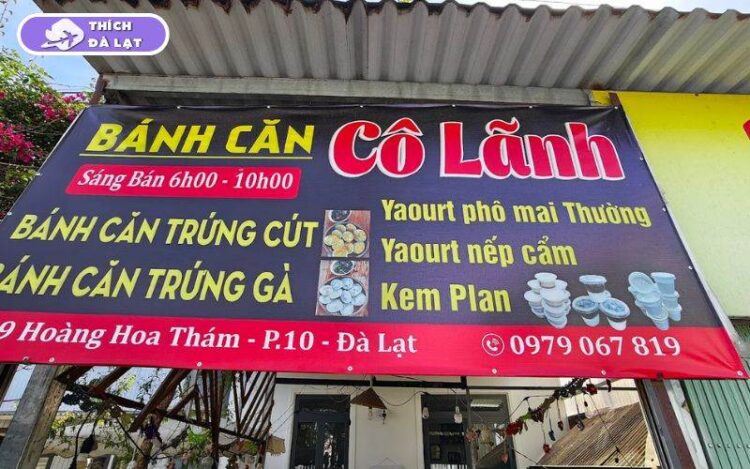 THÍCH
ĐÀ LẠT
BÁNH CĂN Cô Lãnh
Sáng Bán 6h00 - 10h00
BÁNH CĂN TRỨNG CÚT
BÁNH CĂN TRỨNG GÀ
Yaourt phô mai Thường
Yaourt nếp cẩm
Kem Plan
9 Hoàng Hoa Thám - P.10 - Đà Lạt
0979 067 819